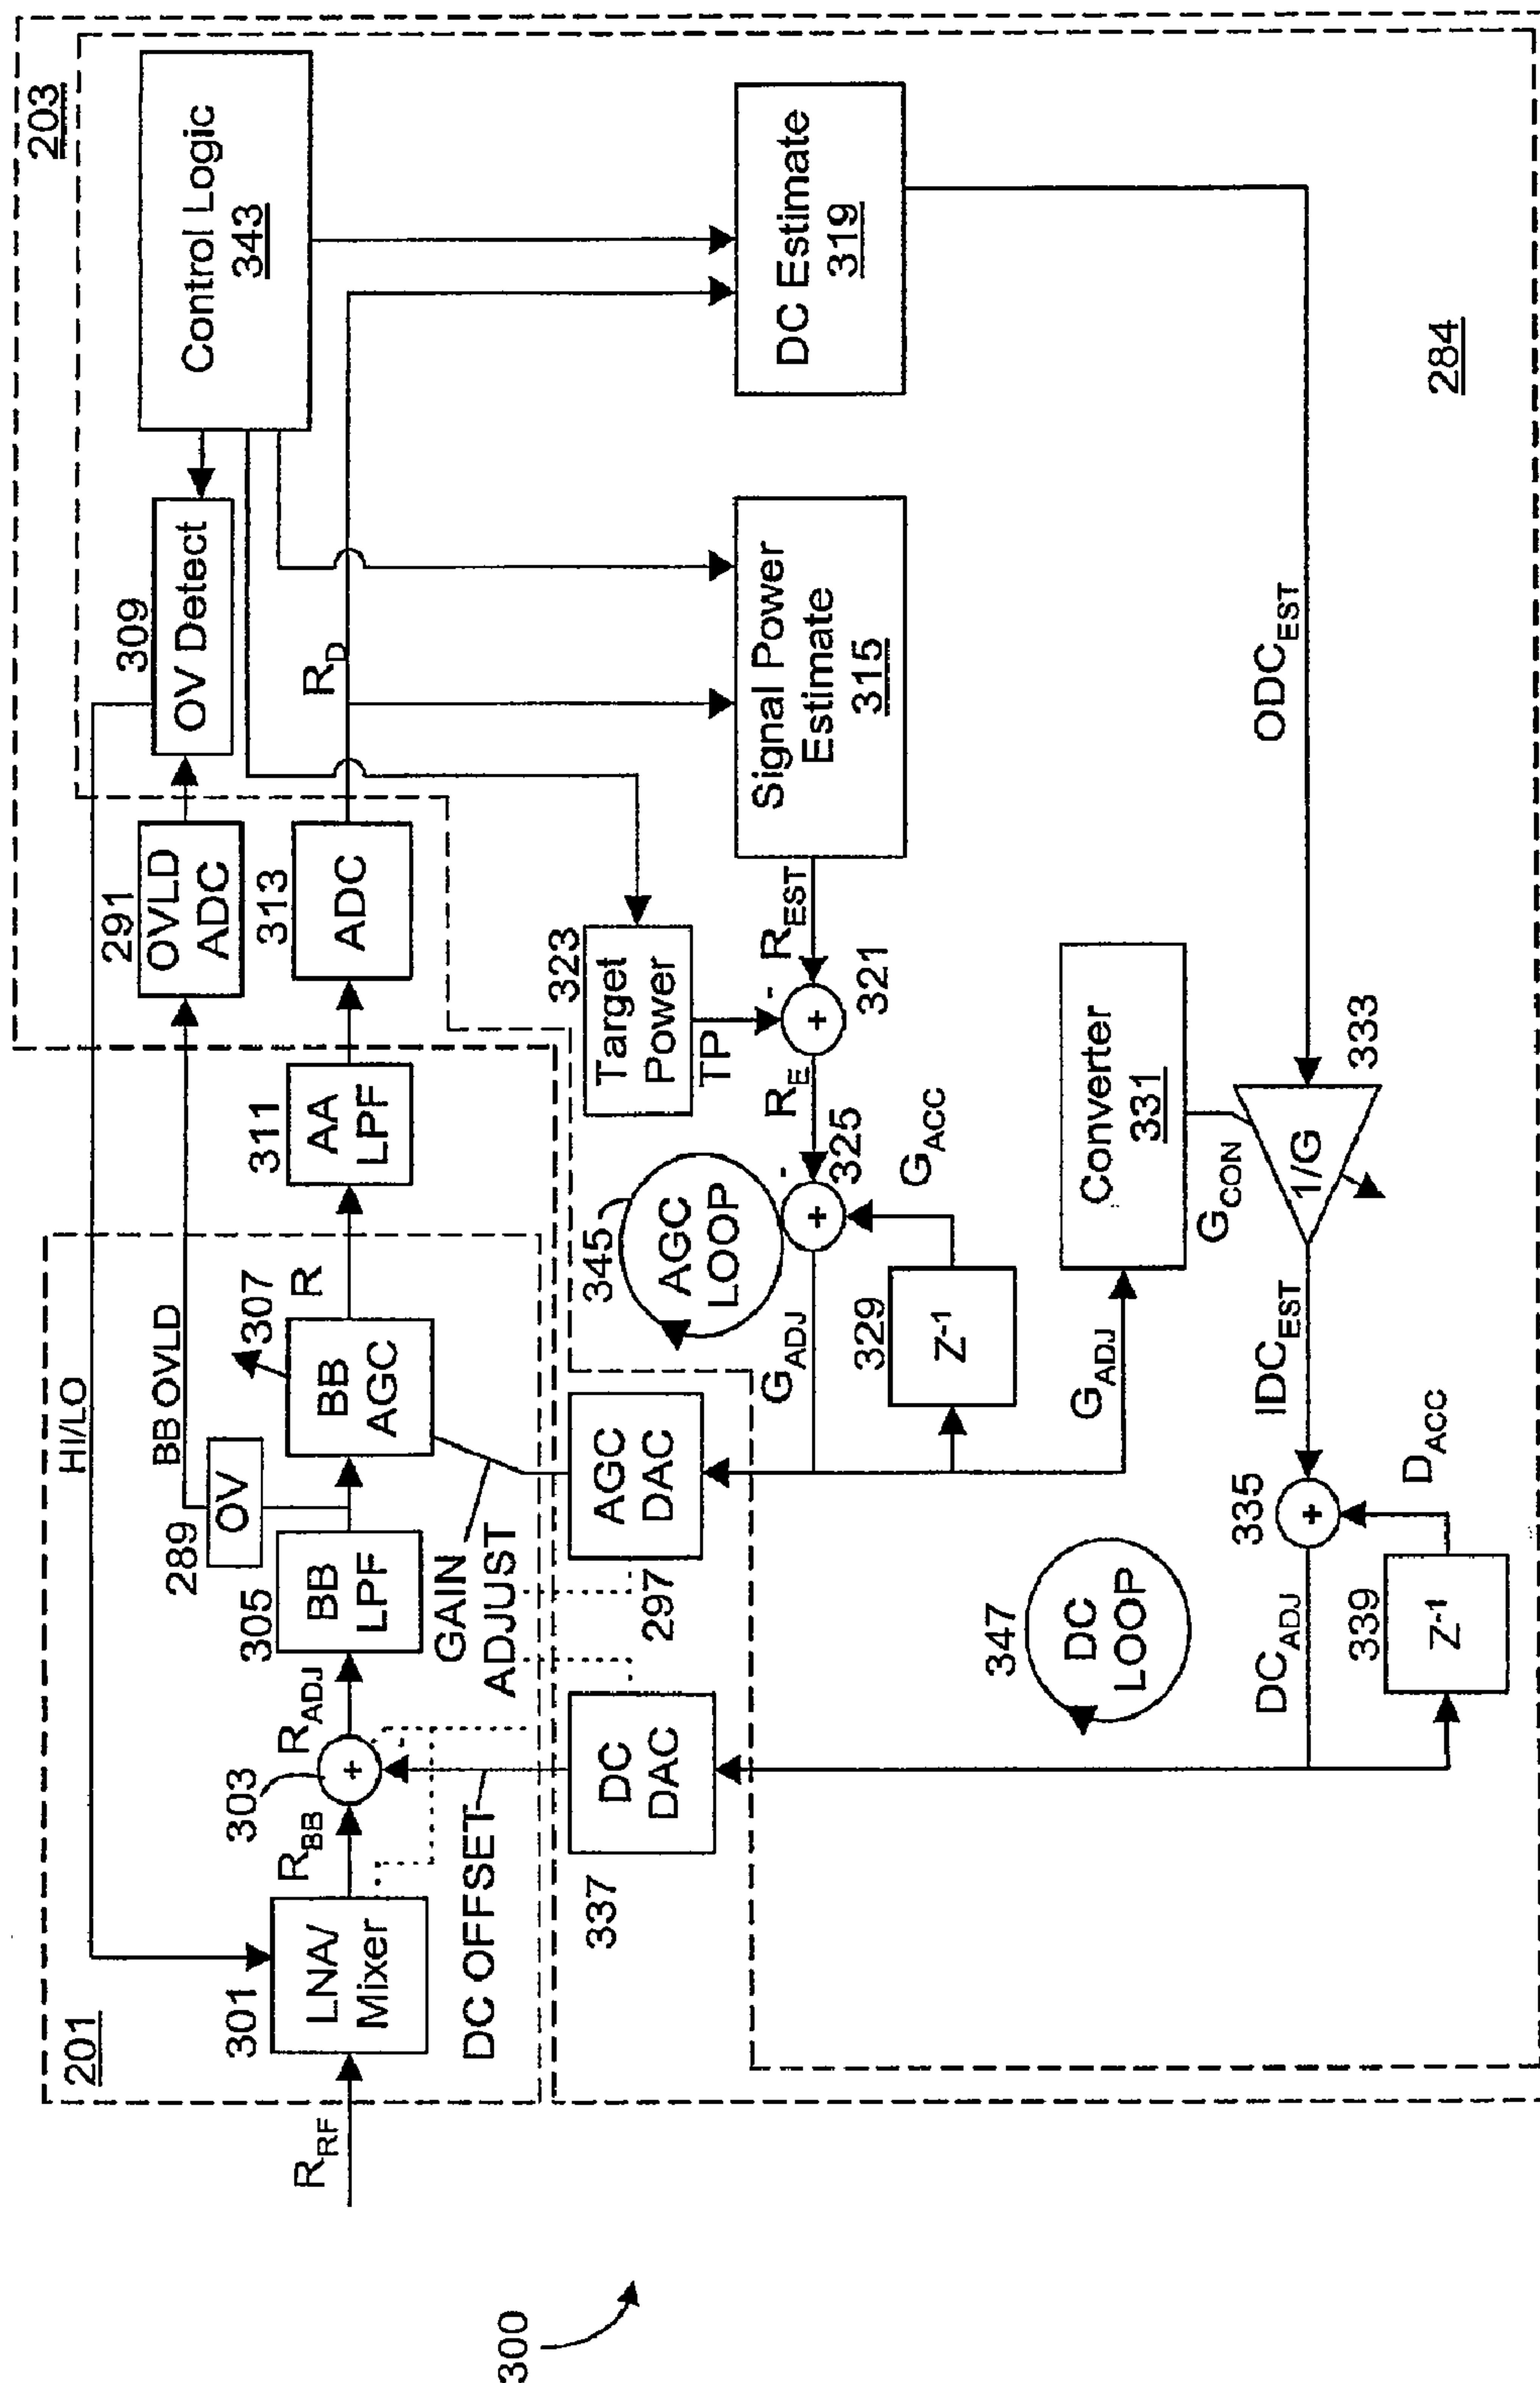 203
Control Logic
343
309
OV Detect
291
OVLD
ADC
HI/LO
BB OVLD
289
OV
201
301
LNA/
Mixer
R_RF
R_BB
303
+
R_ADJ
305
BB
LPF
307
BB
AGC
R
311
AA
LPF
313
ADC
R_D
DC OFFSET
GAIN
ADJUST
337
DC
DAC
297
AGC
DAC
345
AGC
LOOP
323
Target
Power
TP
Signal Power
Estimate
315
DC Estimate
319
R_EST
-
+
321
R_E
-
+
325
G_ADJ
G_ACC
329
Z⁻¹
G_ADJ
Converter
331
G_CON
347
DC
LOOP
284
ODC_EST
1/G
333
IDC_EST
335
+
DC_ADJ
D_ACC
339
Z⁻¹
300